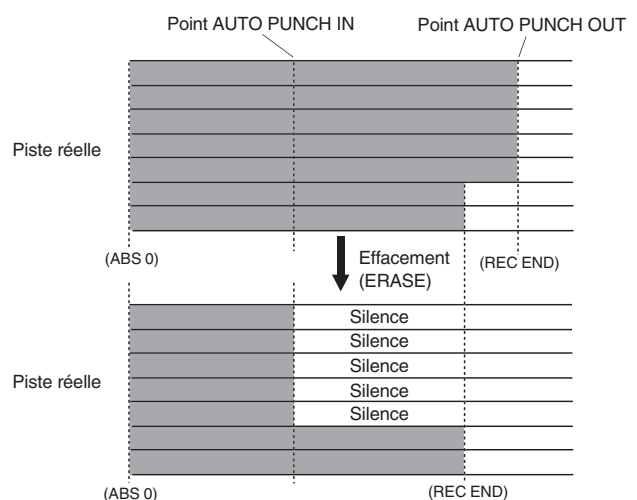 Point AUTO PUNCH IN
Point AUTO PUNCH OUT
Piste réelle
(ABS 0)
Effacement
(ERASE)
(REC END)
Silence
Silence
Silence
Silence
Silence
Piste réelle
(ABS 0)
(REC END)